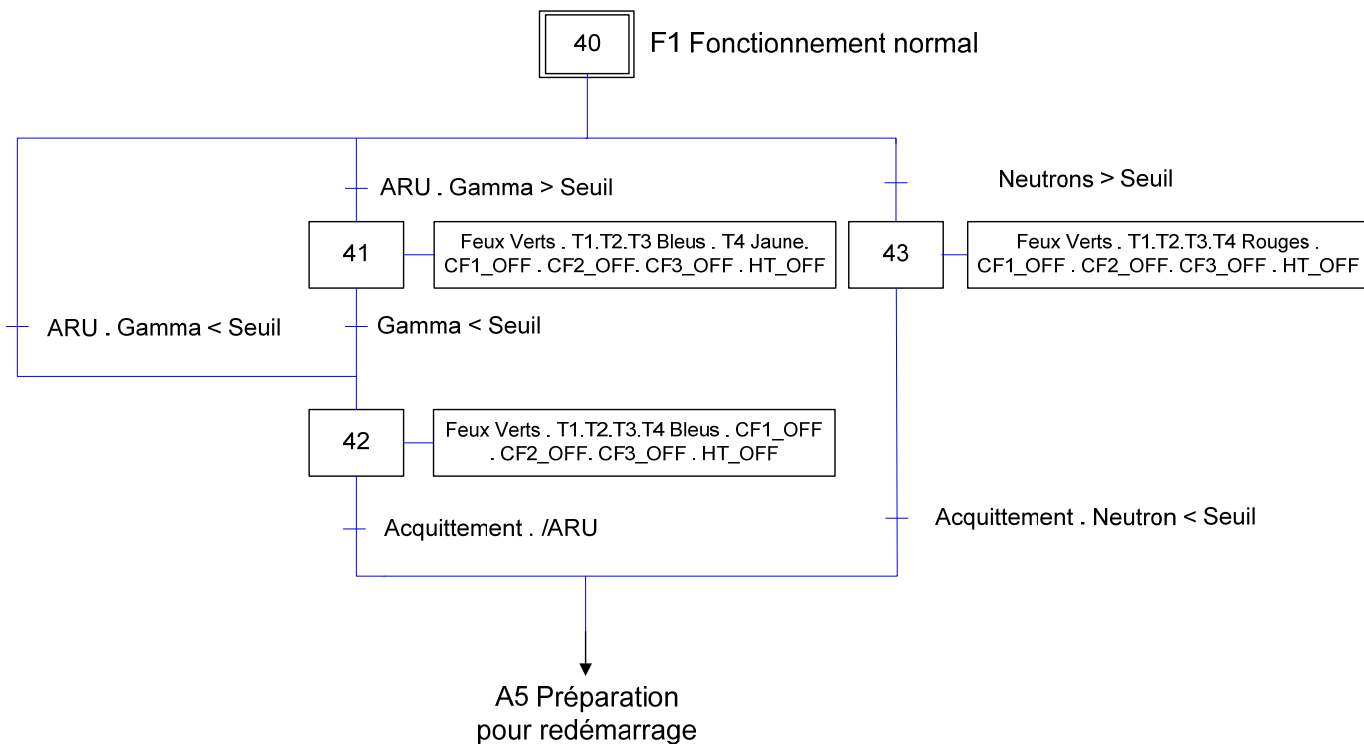 40
F1 Fonctionnement normal
ARU . Gamma > Seuil
Neutrons > Seuil
41
Feux Verts . T1.T2.T3 Bleus . T4 Jaune.
CF1_OFF . CF2_OFF. CF3_OFF . HT_OFF
43
Feux Verts . T1.T2.T3.T4 Rouges .
CF1_OFF . CF2_OFF. CF3_OFF . HT_OFF
ARU . Gamma < Seuil
Gamma < Seuil
42
Feux Verts . T1.T2.T3.T4 Bleus . CF1_OFF
. CF2_OFF. CF3_OFF . HT_OFF
Acquittement . /ARU
Acquittement . Neutron < Seuil
A5 Préparation
pour redémarrage